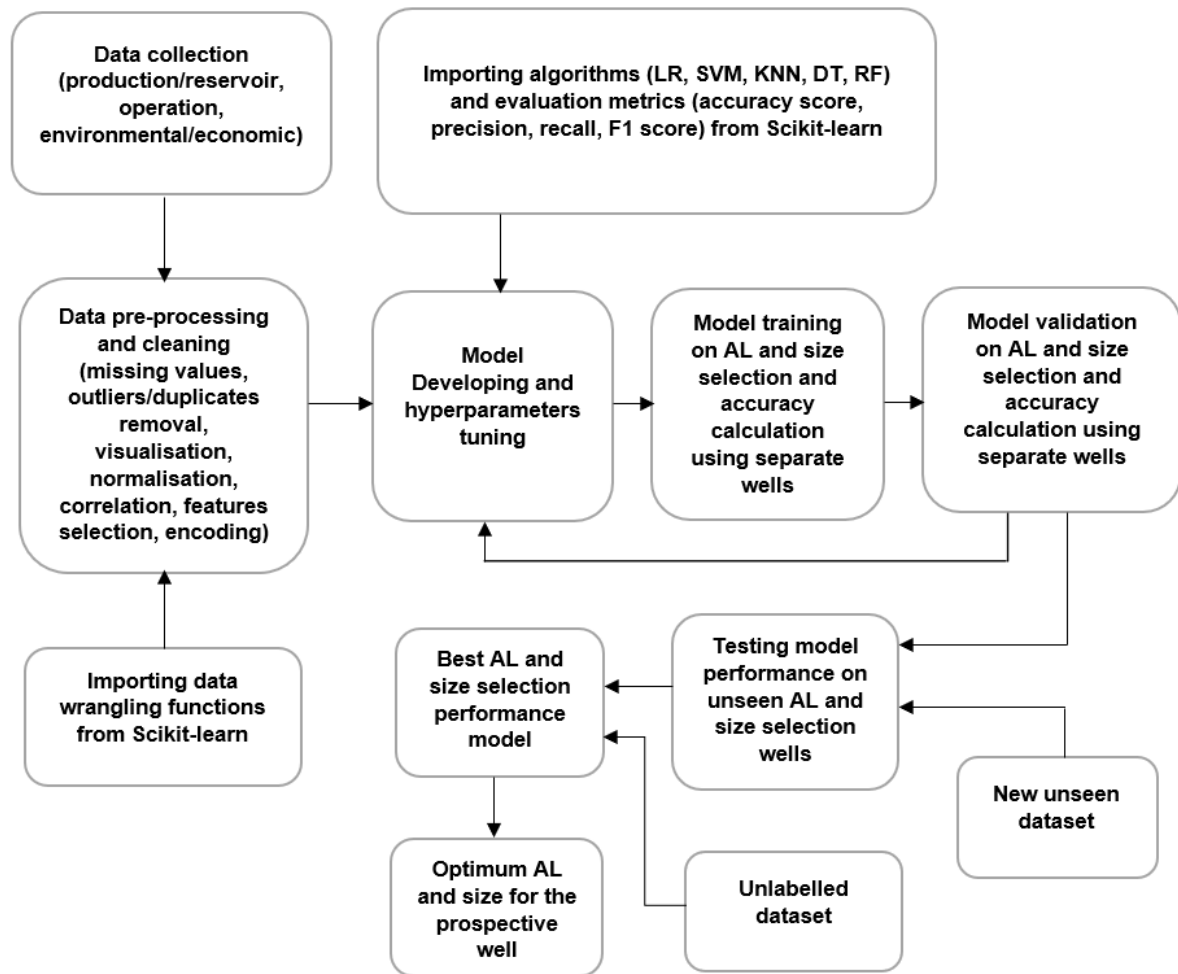 Data collection
(production/reservoir,
operation,
environmental/economic)
Importing algorithms (LR, SVM, KNN, DT, RF)
and evaluation metrics (accuracy score,
precision, recall, F1 score) from Scikit-learn
Data pre-processing
and cleaning
(missing values,
outliers/duplicates
removal,
visualisation,
normalisation,
correlation, features
selection, encoding)
Model
Developing and
hyperparameters
tuning
Model training
on AL and size
selection and
accuracy
calculation
using separate
wells
Model validation
on AL and size
selection and
accuracy
calculation using
separate wells
Importing data
wrangling functions
from Scikit-learn
Best AL and
size selection
performance
model
Testing model
performance on
unseen AL and
size selection
wells
New unseen
dataset
Optimum AL
and size for the
prospective
well
Unlabelled
dataset